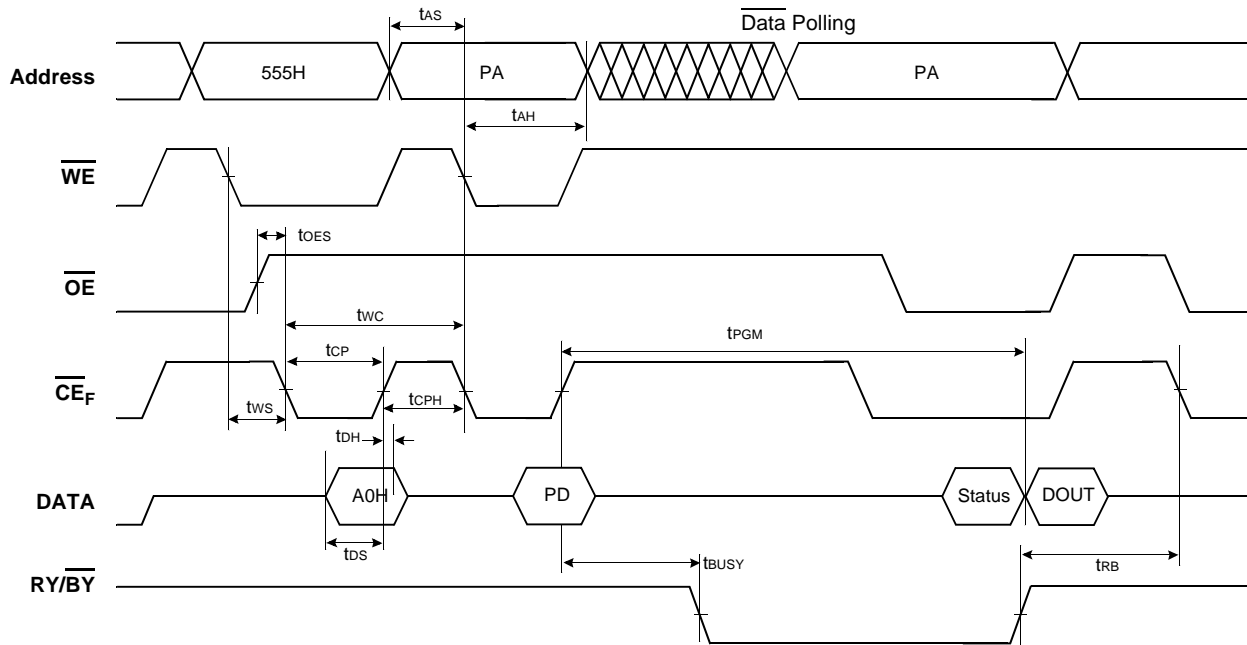 tAS
Data Polling
Address
555H
PA
PA
tAH
WE
tOES
OE
tWC
tPGM
tCP
CEF
tWS
tCPH
tDH
DATA
A0H
PD
Status
DOUT
tDS
tBUSY
tRB
RY/BY